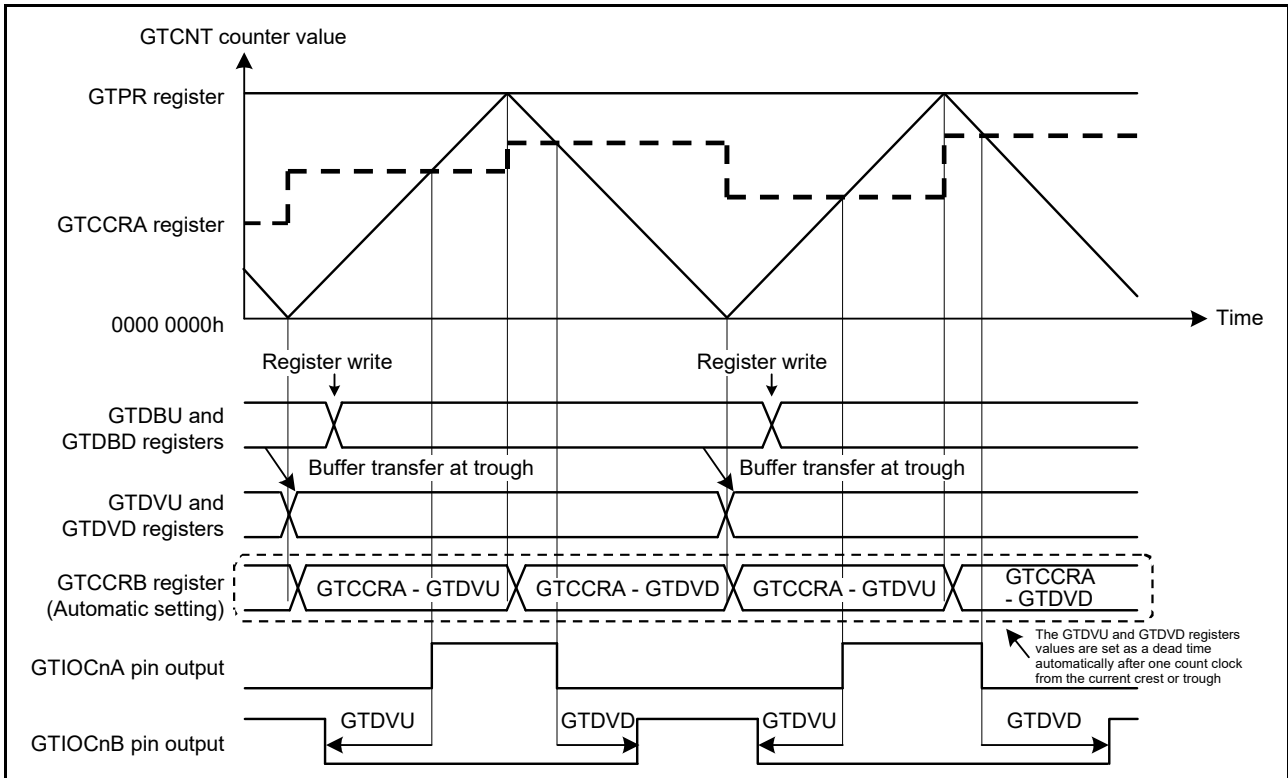 GTCNT counter value
GTPR register
GTCCRA register
0000 0000h
Time
Register write
Register write
GTDBU and
GTDBD registers
Buffer transfer at trough
Buffer transfer at trough
GTDVU and
GTDVD registers
GTCCRB register
(Automatic setting)
GTCCRA - GTDVU
GTCCRA - GTDVD
GTCCRA - GTDVU
GTCCRA
- GTDVD
The GTDVU and GTDVD registers
values are set as a dead time
automatically after one count clock
from the current crest or trough
GTIOCnA pin output
GTDVU
GTDVD
GTDVU
GTDVD
GTIOCnB pin output